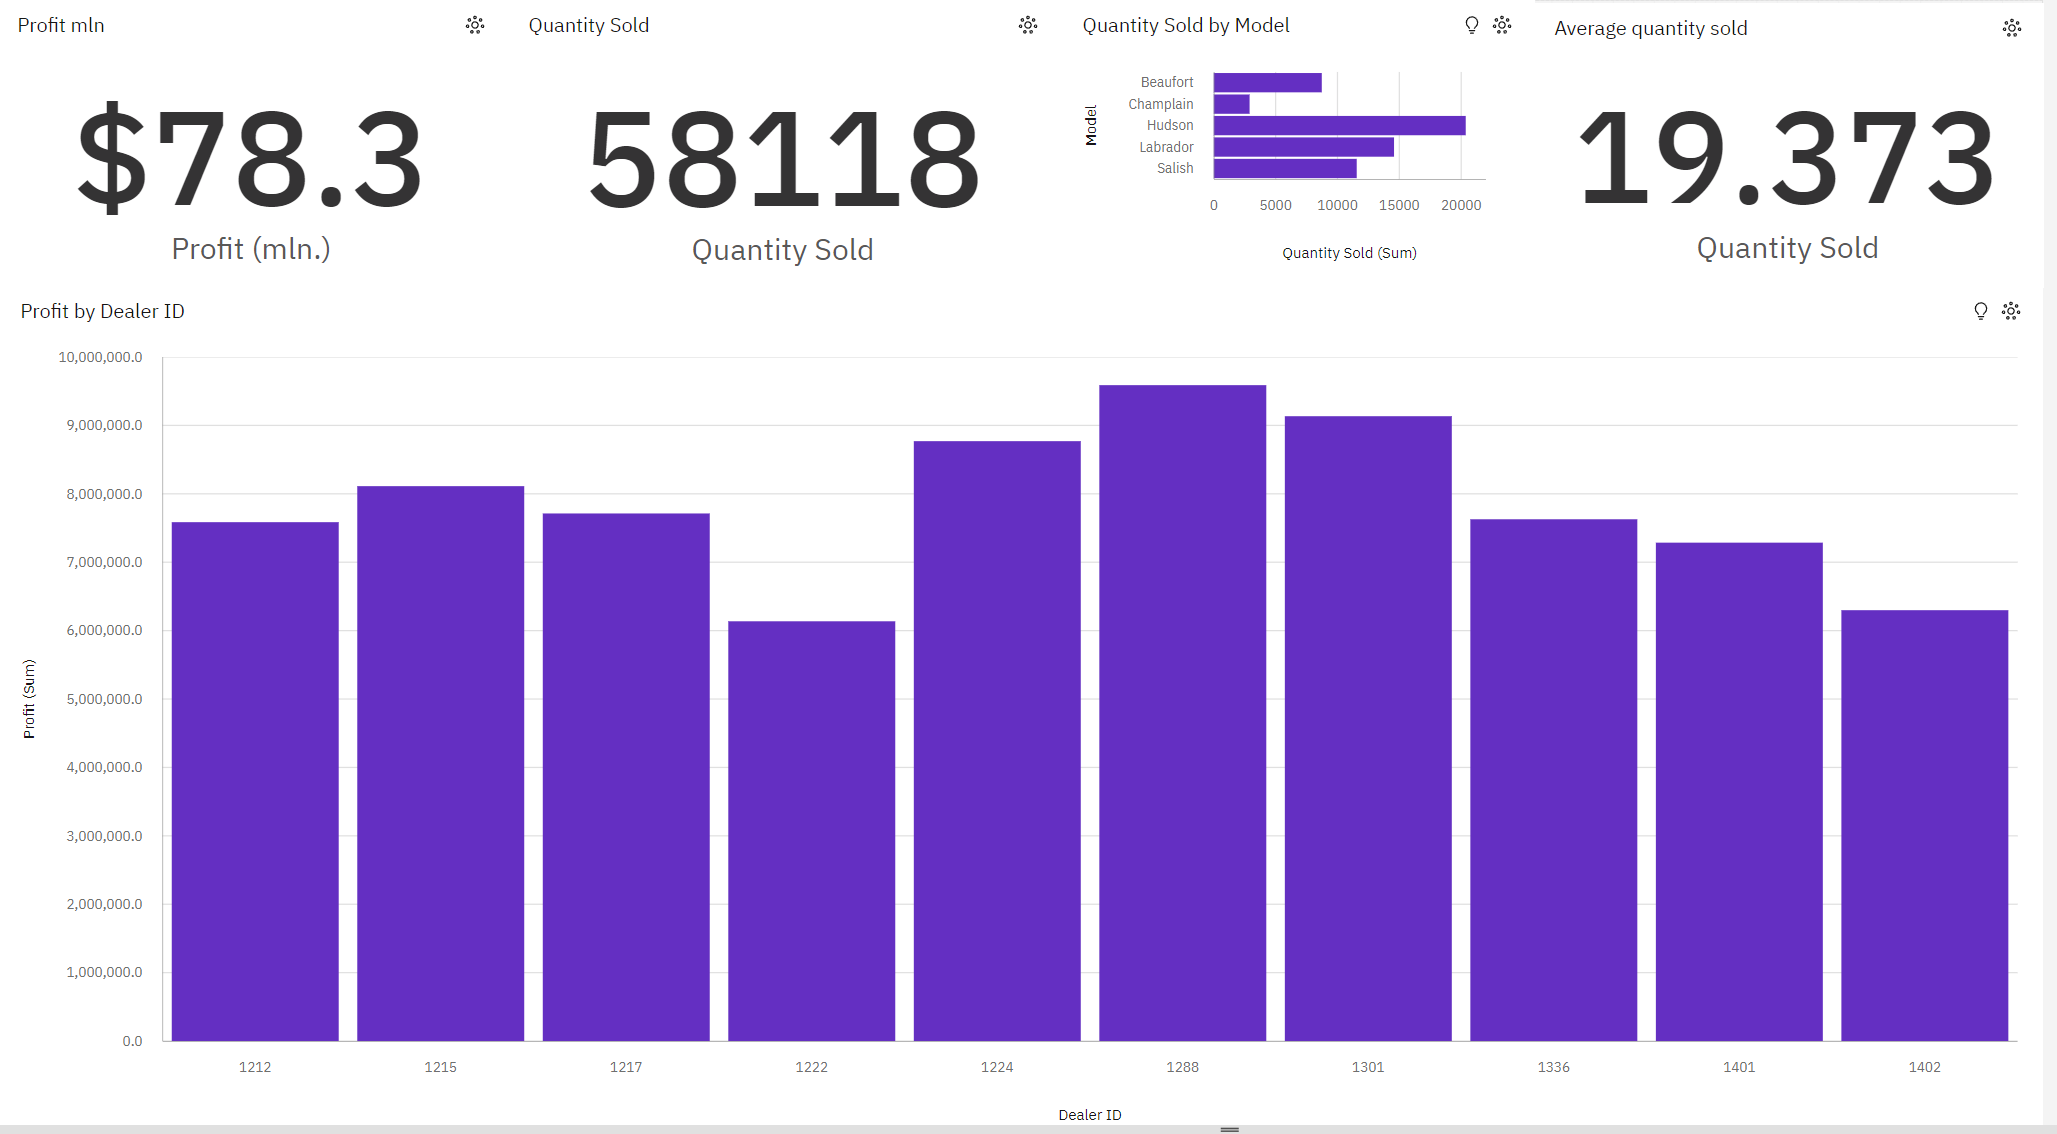 Profit mln
$78.3
Profit (mln.)
Quantity Sold
58118
Quantity Sold
Quantity Sold by Model
Model
Beaufort
Champlain
Hudson
Labrador
Salish
0 5000 10000 15000 20000
Quantity Sold (Sum)
Average quantity sold
19.373
Quantity Sold
Profit by Dealer ID
Profit (Sum)
10,000,000.0
9,000,000.0
8,000,000.0
7,000,000.0
6,000,000.0
5,000,000.0
4,000,000.0
3,000,000.0
2,000,000.0
1,000,000.0
0.0
1212 1215 1217 1222 1224 1288 1301 1336 1401 1402
Dealer ID